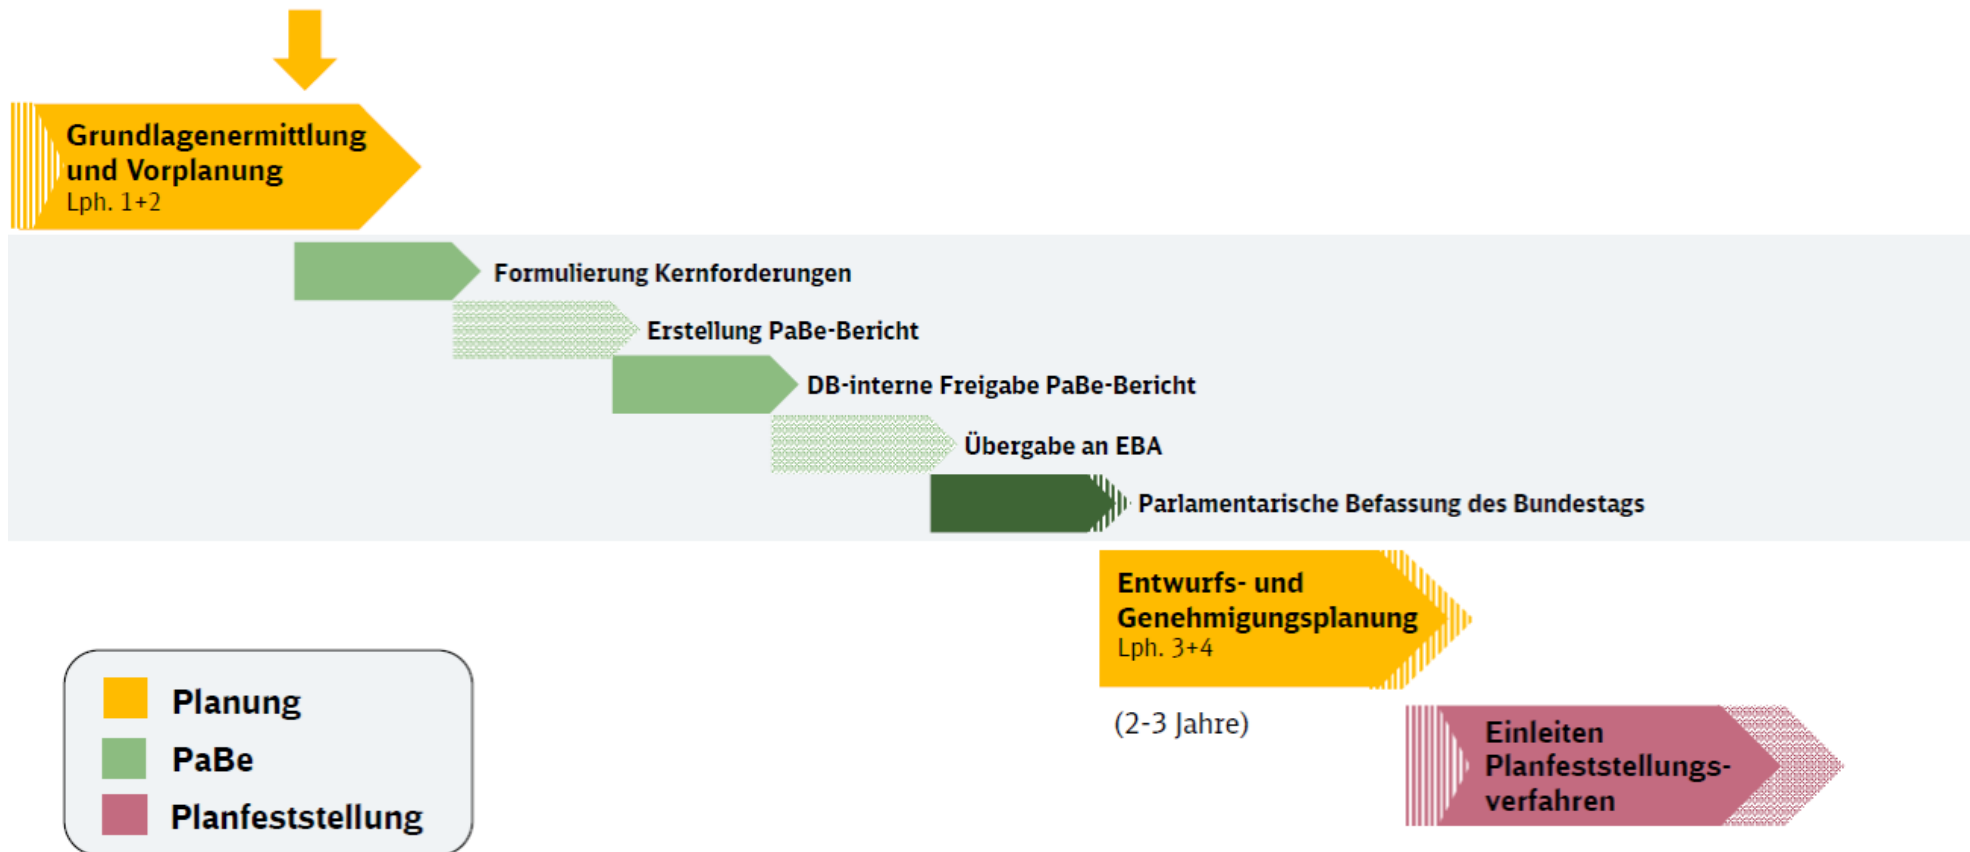 Grundlagenermittlung
und Vorplanung
Lph. 1+2
Formulierung Kernforderungen
Erstellung PaBe-Bericht
DB-interne Freigabe PaBe-Bericht
Übergabe an EBA
Parlamentarische Befassung des Bundestags
Entwurfs- und
Genehmigungsplanung
Lph. 3+4
(2-3 Jahre)
Einleiten
Planfeststellungs-
verfahren
Planung
PaBe
Planfeststellung